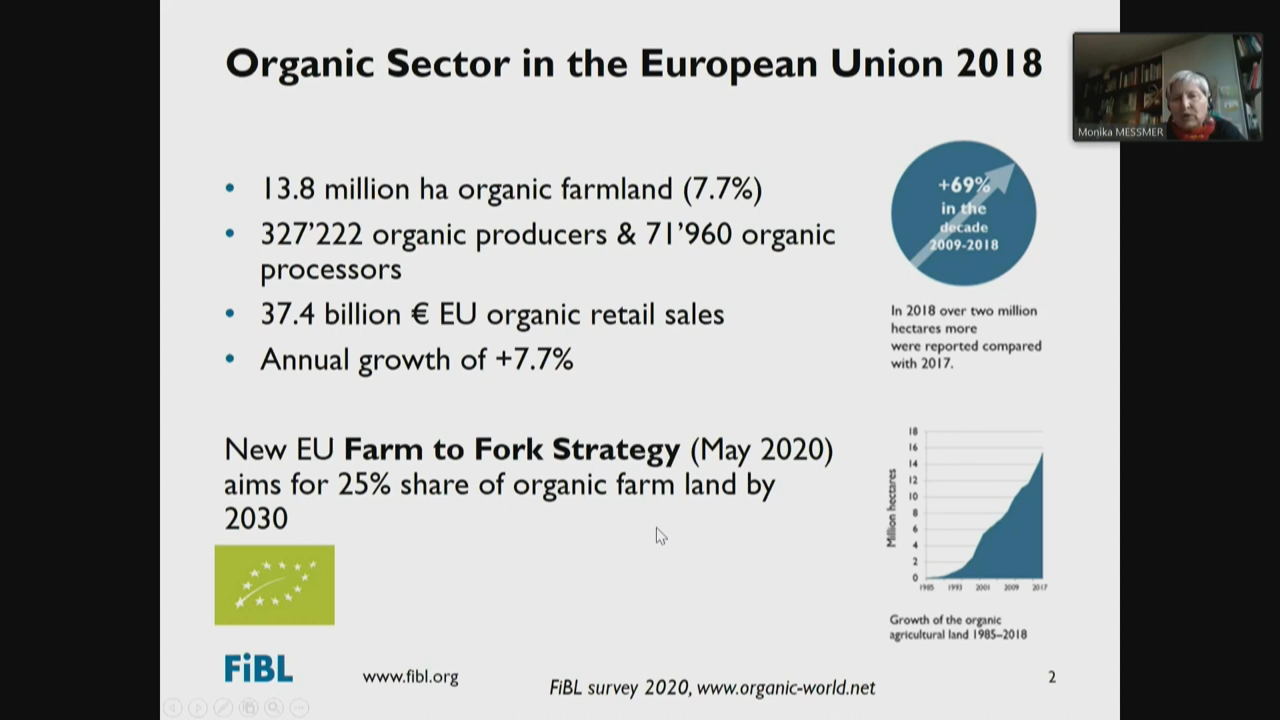 Organic Sector in the European Union 2018
Monika MESSMER
• 13.8 million ha organic farmland (7.7%)
• 327’222 organic producers & 71’960 organic
processors
• 37.4 billion € EU organic retail sales
• Annual growth of +7.7%
+69%
in the
decade
2009-2018
In 2018 over two million
hectares more
were reported compared
with 2017.
New EU Farm to Fork Strategy (May 2020)
aims for 25% share of organic farm land by
2030
Million hectares
18
16
14
12
10
8
6
4
2
0
1985 1993 2001 2009 2017
Growth of the organic
agricultural land 1985–2018
FiBL
www.fibl.org
FiBL survey 2020, www.organic-world.net
2